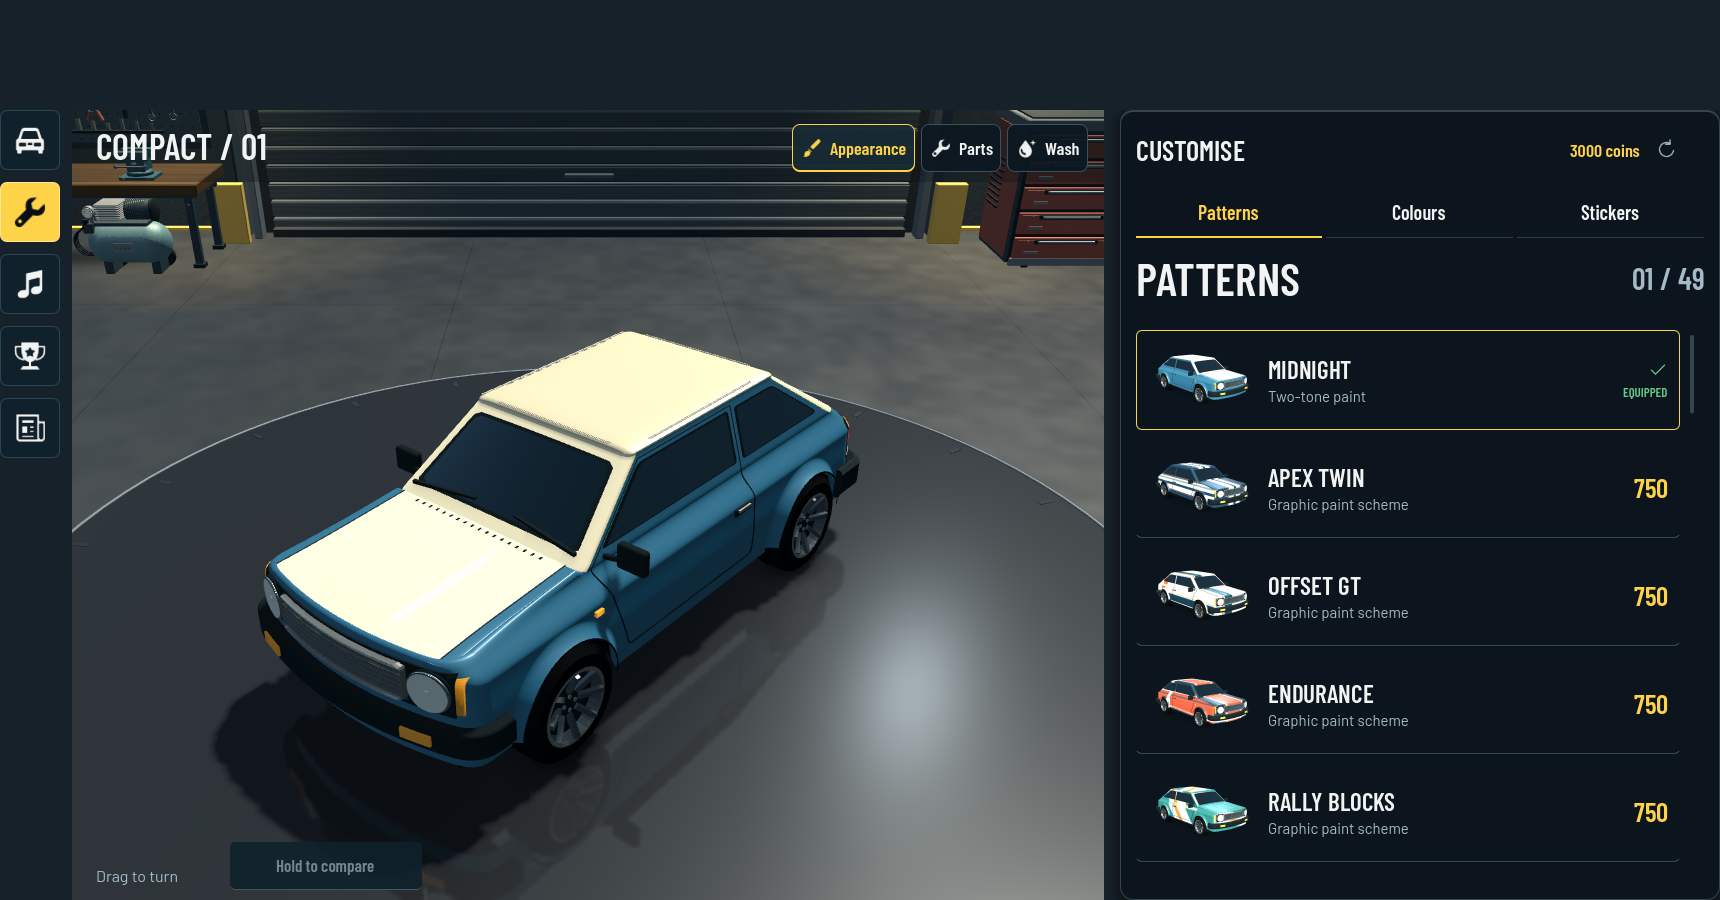 COMPACT / 01
Appearance
Parts
Wash
Drag to turn
Hold to compare
CUSTOMISE
3000 coins
Patterns
Colours
Stickers
PATTERNS
01 / 49
MIDNIGHT
Two-tone paint
EQUIPPED
APEX TWIN
Graphic paint scheme
750
OFFSET GT
Graphic paint scheme
750
ENDURANCE
Graphic paint scheme
750
RALLY BLOCKS
Graphic paint scheme
750